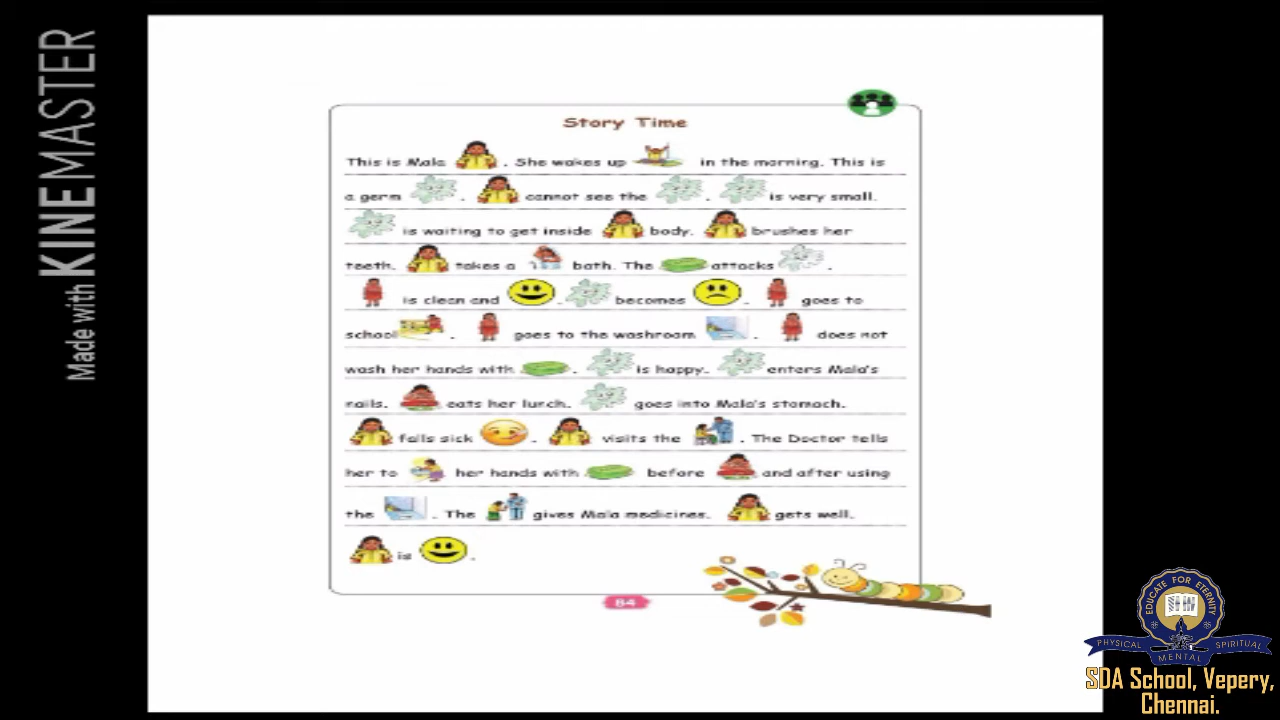 Made with KINEMASTER
Story Time
This is Mala . She wakes up in the morning. This is
a germ . cannot see the . is very small.
is waiting to get inside body. brushes her
teeth. takes a bath. The attacks .
is clean and . becomes . goes to
school . goes to the washroom . does not
wash her hands with . is happy. enters Mala's
nails. eats her lunch. goes into Mala's stomach.
falls sick . visits the . The Doctor tells
her to her hands with before and after using
the . The gives Mala medicines. gets well.
is .
84
EDUCATE FOR ETERNITY
PHYSICAL MENTAL SPIRITUAL
SDA School, Vepery,
Chennai.